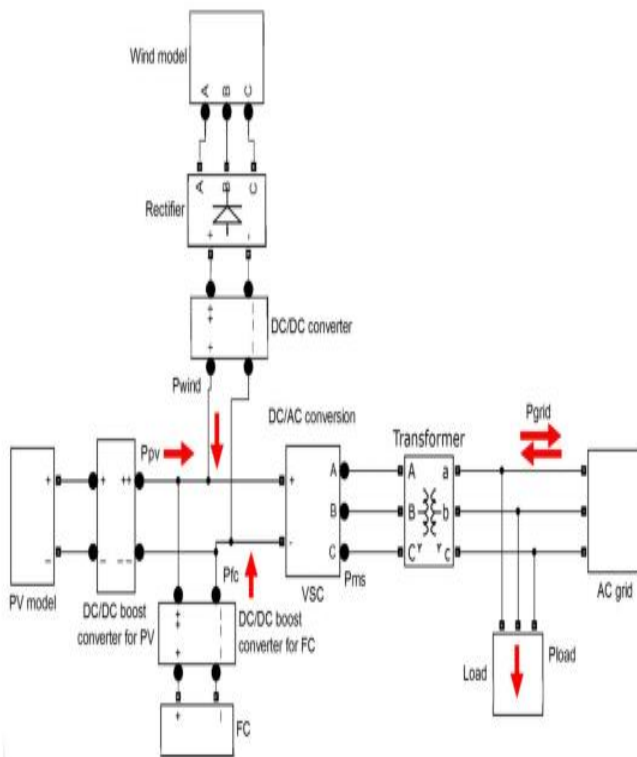 Wind model
A B C
A B C
Rectifier
+ -
++ --
DC/DC converter
+ -
Pwind
DC/AC conversion
Pgrid
Transformer
Ppv
+ + ++ +
A A a
B B b
- - -- -
C C c
Pfc
VSC
Pms
PV model
DC/DC boost
converter for PV
DC/DC boost
converter for FC
++ --
+ -
AC grid
Load
Pload
+ -
FC